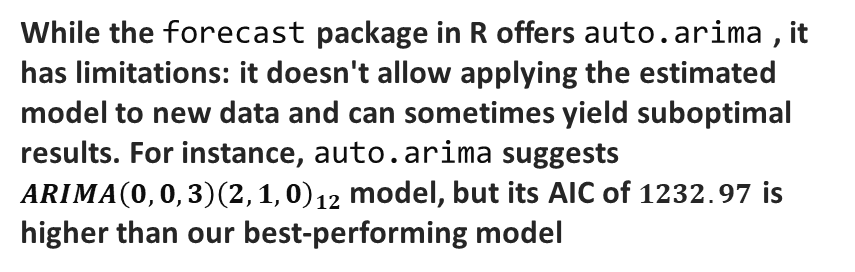 While the forecast package in R offers auto.arima , it
has limitations: it doesn't allow applying the estimated
model to new data and can sometimes yield suboptimal
results. For instance, auto.arima suggests
ARIMA(0, 0, 3)(2, 1, 0)₁₂ model, but its AIC of 1232.97 is
higher than our best-performing model